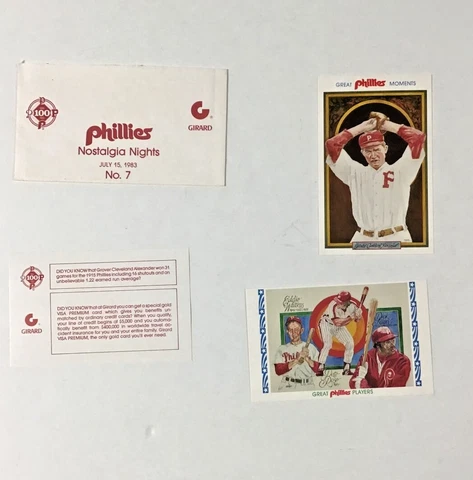 100
Phillies
GIRARD
Nostalgia Nights
JULY 15, 1983
No. 7
GREAT Phillies MOMENTS
P
P
100
DID YOU KNOW that Grover Cleveland Alexander won 31
games for the 1915 Phillies including 16 shutouts and an
unbelievable 1.22 earned run average?
GIRARD
DID YOU KNOW that at Girard you can get a special gold
VISA PREMIUM card which gives you benefits un-
matched by ordinary credit cards? When you qualify,
your line of credit begins at $5,000 and you automa-
tically benefit from $400,000 in worldwide travel ac-
cident insurance for you and your entire family. Girard
VISA PREMIUM, the only gold card you'll ever need.
Eddie
GREAT Phillies PLAYERS